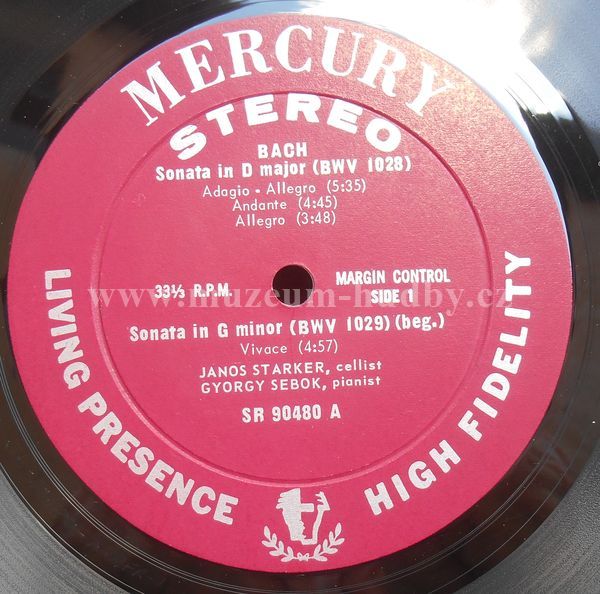 MERCURY
STEREO
BACH
Sonata in D major (BWV 1028)
Adagio - Allegro (5:35)
Andante (4:45)
Allegro (3:48)
33⅓ R.P.M.
MARGIN CONTROL
SIDE 1
www.muzeum-hudby.cz
Sonata in G minor (BWV 1029) (beg.)
Vivace (4:57)
JANOS STARKER, cellist
GYORGY SEBOK, pianist
SR 90480 A
LIVING PRESENCE
HIGH FIDELITY